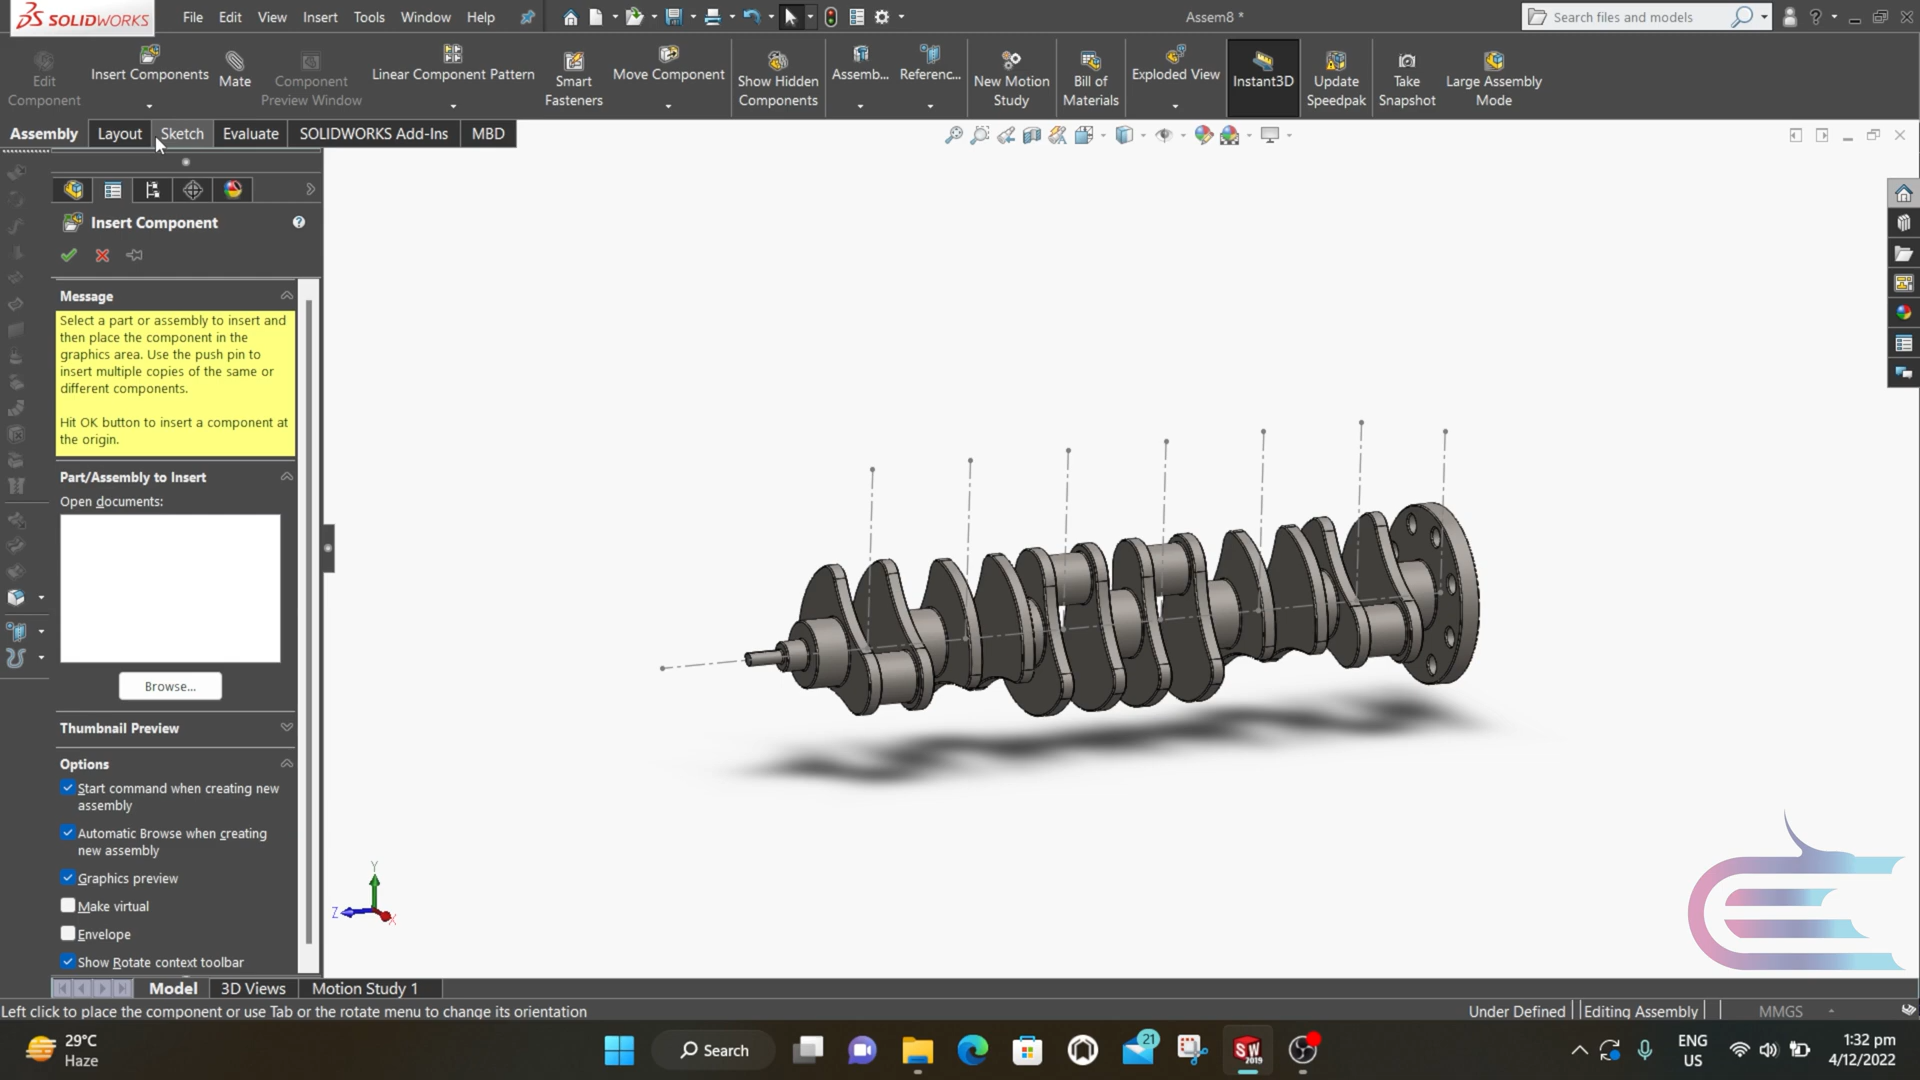 SOLIDWORKS
File Edit View Insert Tools Window Help
Assem8 *
Search files and models
Edit Component
Insert Components
Mate
Component Preview Window
Linear Component Pattern
Smart Fasteners
Move Component
Show Hidden Components
Assemb...
Referenc...
New Motion Study
Bill of Materials
Exploded View
Instant3D
Update Speedpak
Take Snapshot
Large Assembly Mode
Assembly Layout Sketch Evaluate SOLIDWORKS Add-Ins MBD
Insert Component
Message
Select a part or assembly to insert and
then place the component in the
graphics area. Use the push pin to
insert multiple copies of the same or
different components.
Hit OK button to insert a component at
the origin.
Part/Assembly to Insert
Open documents:
Browse...
Thumbnail Preview
Options
Start command when creating new
assembly
Automatic Browse when creating
new assembly
Graphics preview
Make virtual
Envelope
Show Rotate context toolbar
Y
Z
X
Model 3D Views Motion Study 1
Left click to place the component or use Tab or the rotate menu to change its orientation
Under Defined Editing Assembly MMGS
29°C
Haze
Search
21
SW
2019
ENG
US
1:32 pm
4/12/2022